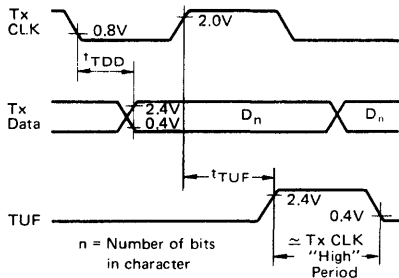 Tx
CLK
0.8V
2.0V
tTDD
Tx
Data
2.4V
0.4V
Dn
Dn
tTUF
2.4V
TUF
0.4V
n = Number of bits
in character
≃ Tx CLK
"High"
Period